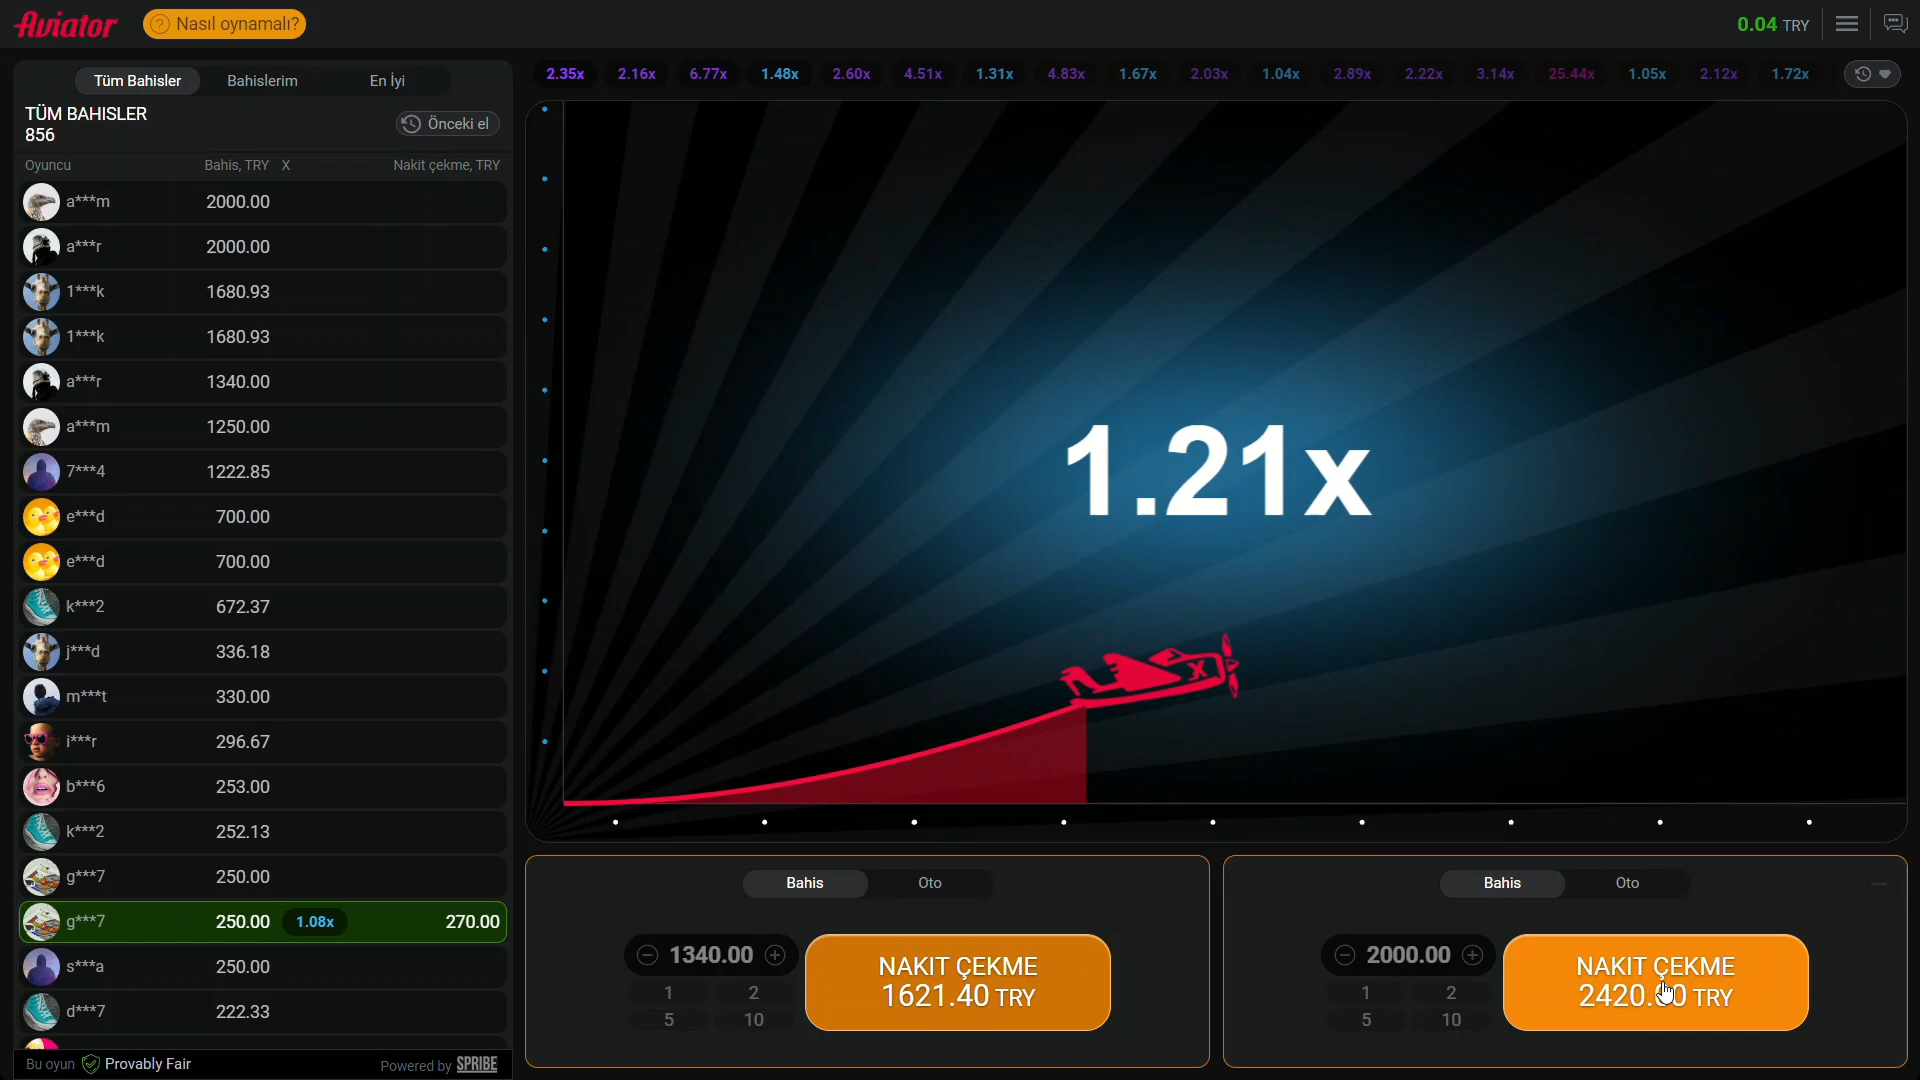 Aviator
? Nasıl oynamalı?
0.04 TRY
Tüm Bahisler Bahislerim En İyi
2.35x 2.16x 6.77x 1.48x 2.60x 4.51x 1.31x 4.83x 1.67x 2.03x 1.04x 2.89x 2.22x 3.14x 25.44x 1.05x 2.12x 1.72x
TÜM BAHISLER
856
Önceki el
Oyuncu Bahis, TRY X Nakit çekme, TRY
a***m 2000.00
a***r 2000.00
1***k 1680.93
1***k 1680.93
a***r 1340.00
a***m 1250.00
7***4 1222.85
e***d 700.00
e***d 700.00
k***2 672.37
j***d 336.18
m***t 330.00
i***r 296.67
b***6 253.00
k***2 252.13
g***7 250.00
g***7 250.00 1.08x 270.00
s***a 250.00
d***7 222.33
Bu oyun Provably Fair Powered by SPRIBE
1.21x
X
Bahis Oto
1340.00
1 2
5 10
NAKIT ÇEKME
1621.40 TRY
Bahis Oto
2000.00
1 2
5 10
NAKIT ÇEKME
TRY